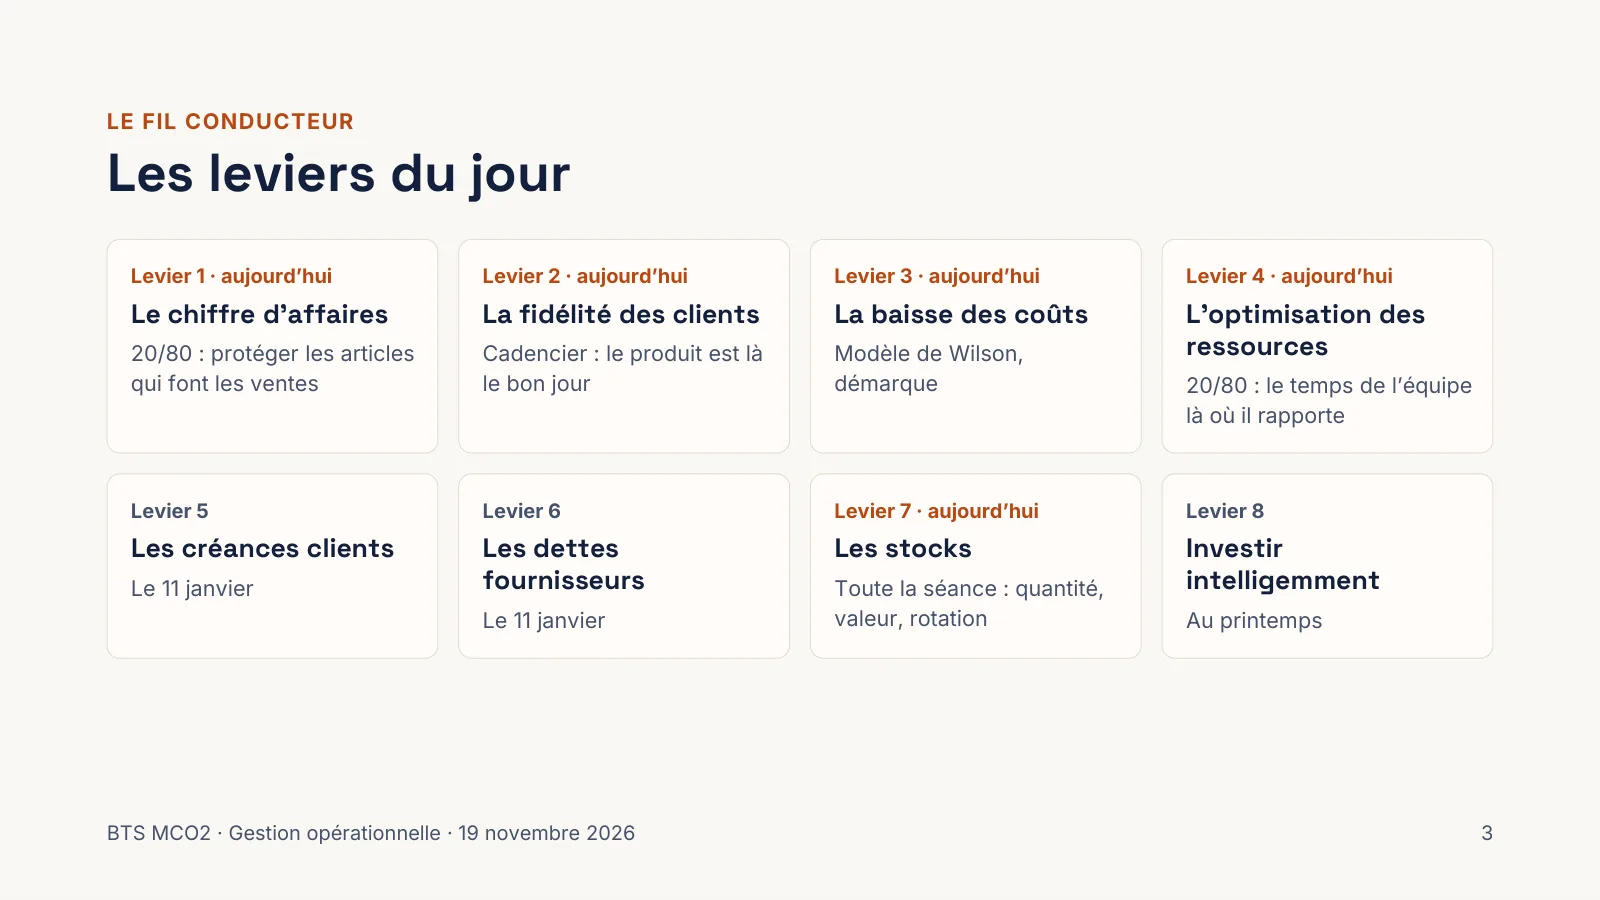 LE FIL CONDUCTEUR
Les leviers du jour
Levier 1 · aujourd’hui
Le chiffre d’affaires
20/80 : protéger les articles
qui font les ventes
Levier 2 · aujourd’hui
La fidélité des clients
Cadencier : le produit est là
le bon jour
Levier 3 · aujourd’hui
La baisse des coûts
Modèle de Wilson,
démarque
Levier 4 · aujourd’hui
L’optimisation des
ressources
20/80 : le temps de l’équipe
là où il rapporte
Levier 5
Les créances clients
Le 11 janvier
Levier 6
Les dettes
fournisseurs
Le 11 janvier
Levier 7 · aujourd’hui
Les stocks
Toute la séance : quantité,
valeur, rotation
Levier 8
Investir
intelligemment
Au printemps
BTS MCO2 · Gestion opérationnelle · 19 novembre 2026
3